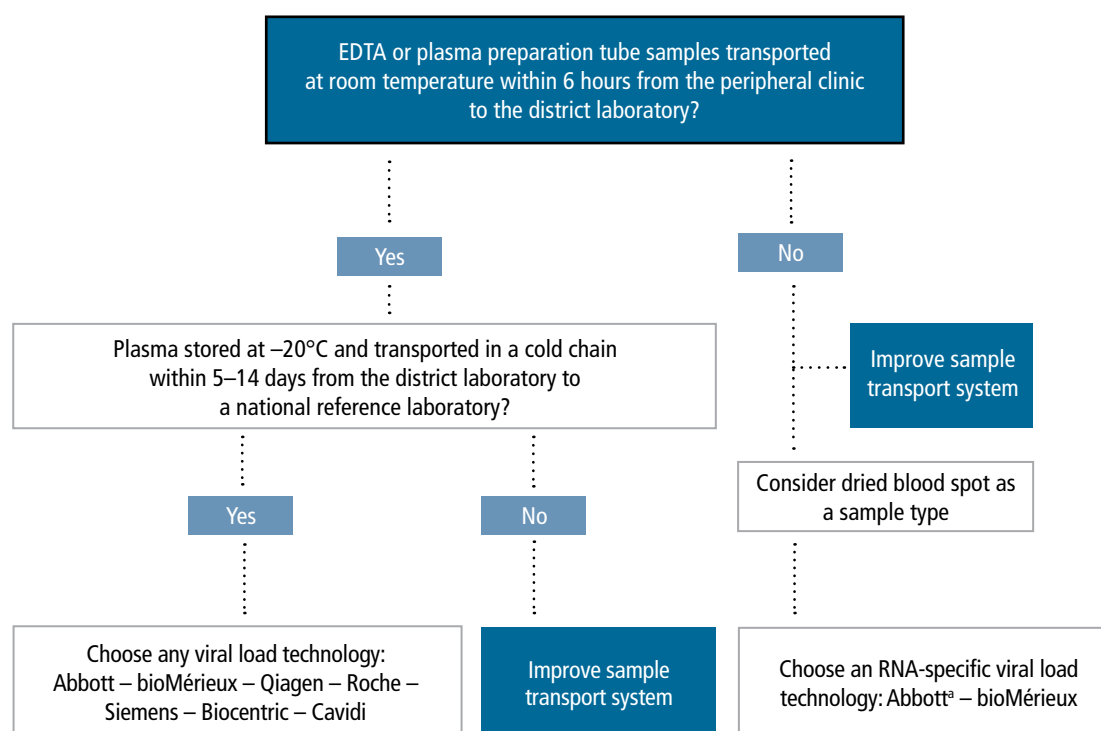 EDTA or plasma preparation tube samples transported
at room temperature within 6 hours from the peripheral clinic
to the district laboratory?
Yes
No
Plasma stored at –20°C and transported in a cold chain
within 5–14 days from the district laboratory to
a national reference laboratory?
Improve sample
transport system
Consider dried blood spot as
a sample type
Yes
No
Choose any viral load technology:
Abbott – bioMérieux – Qiagen – Roche –
Siemens – Biocentric – Cavidi
Improve sample
transport system
Choose an RNA-specific viral load
technology: Abbottᵃ – bioMérieux